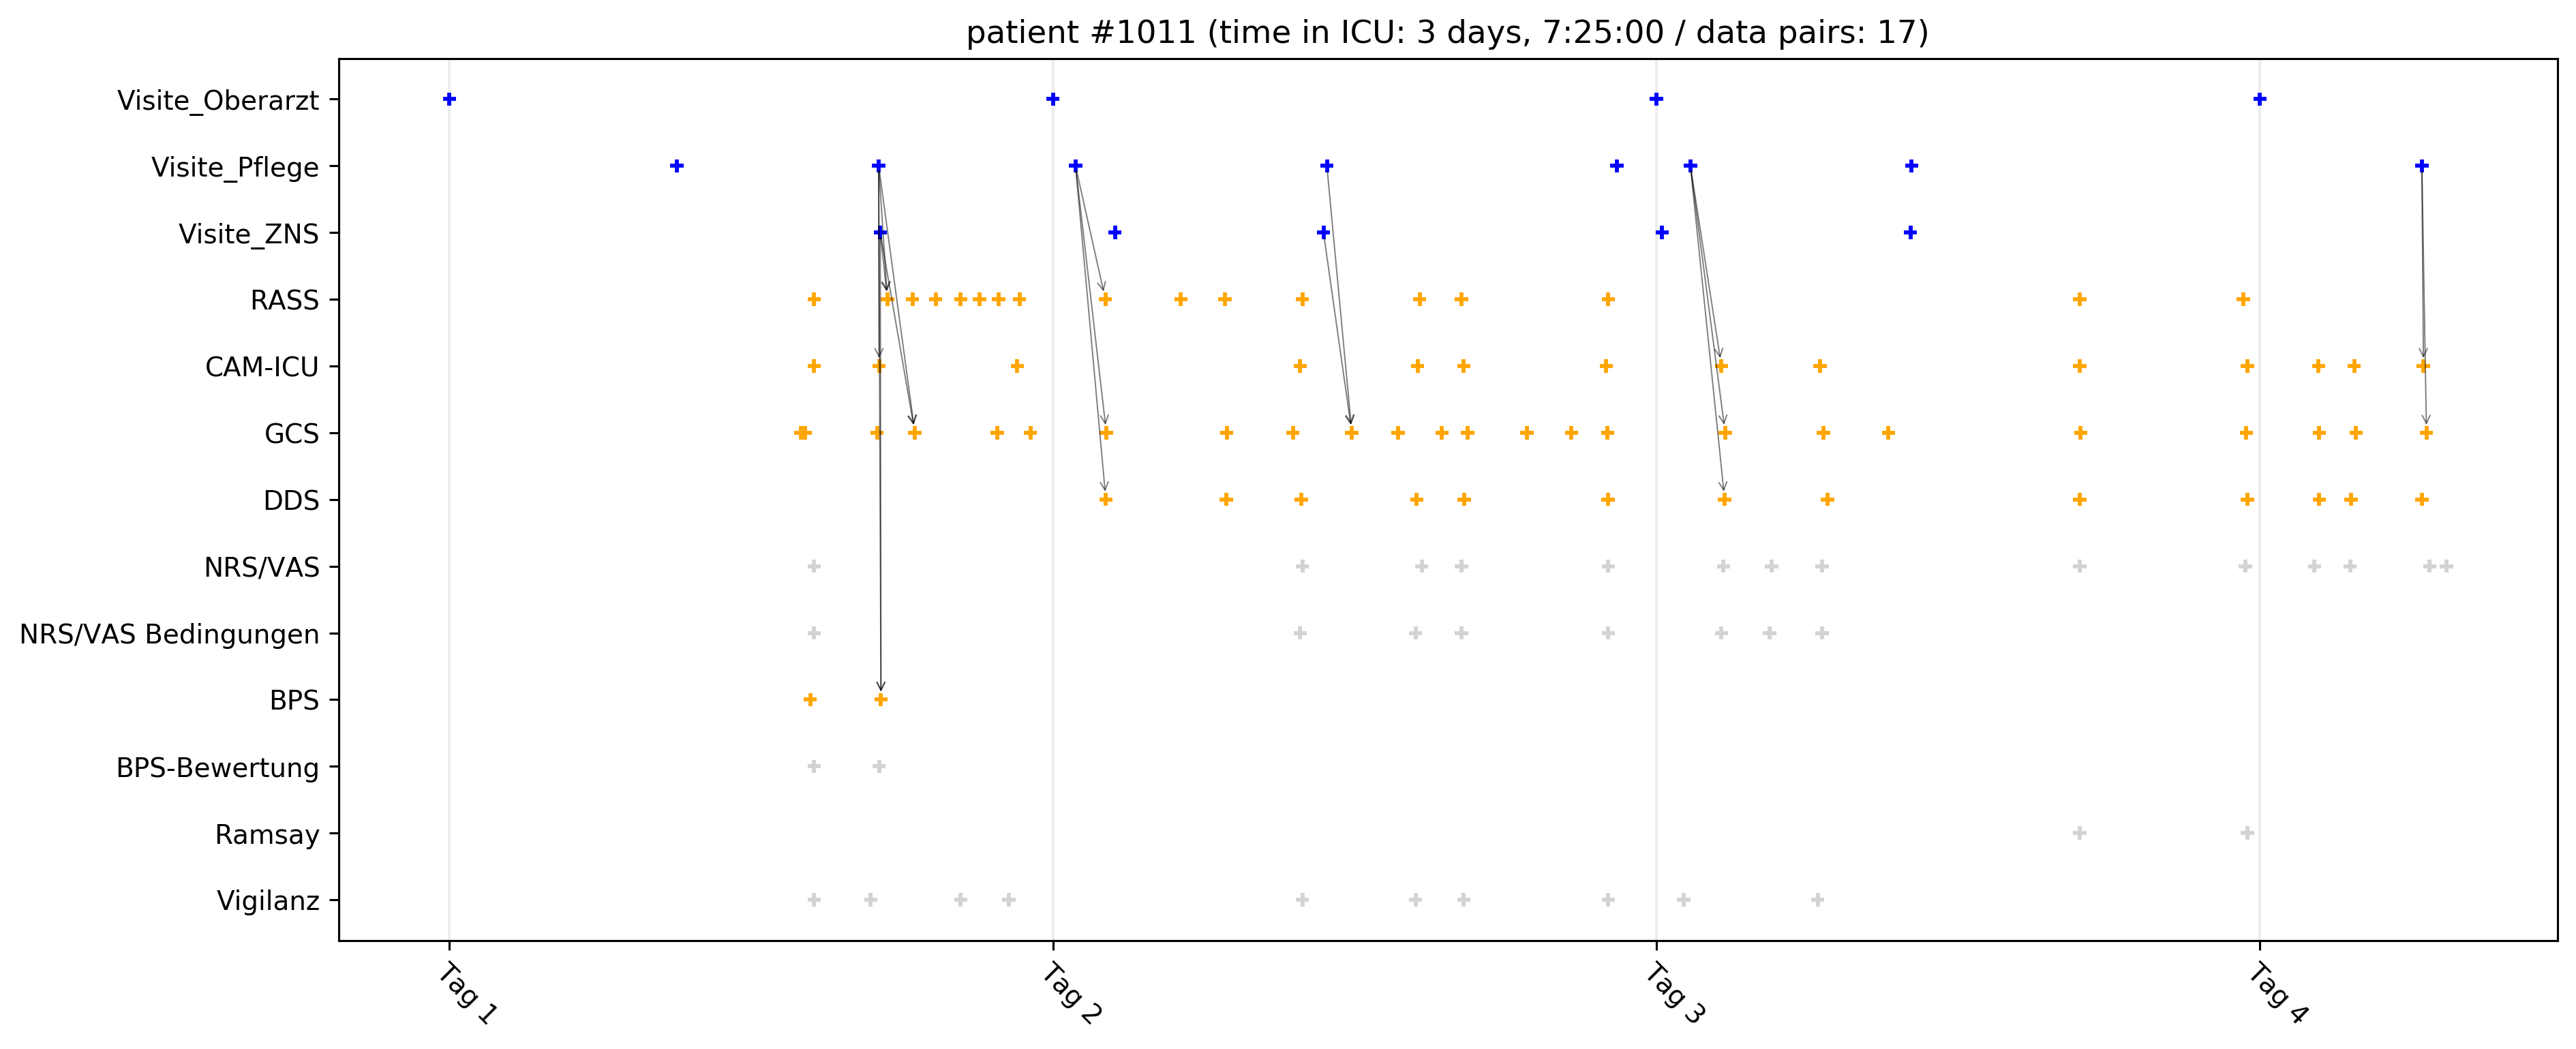 patient #1011 (time in ICU: 3 days, 7:25:00 / data pairs: 17)
Visite_Oberarzt
Visite_Pflege
Visite_ZNS
RASS
CAM-ICU
GCS
DDS
NRS/VAS
NRS/VAS Bedingungen
BPS
BPS-Bewertung
Ramsay
Vigilanz
Tag 1
Tag 2
Tag 3
Tag 4